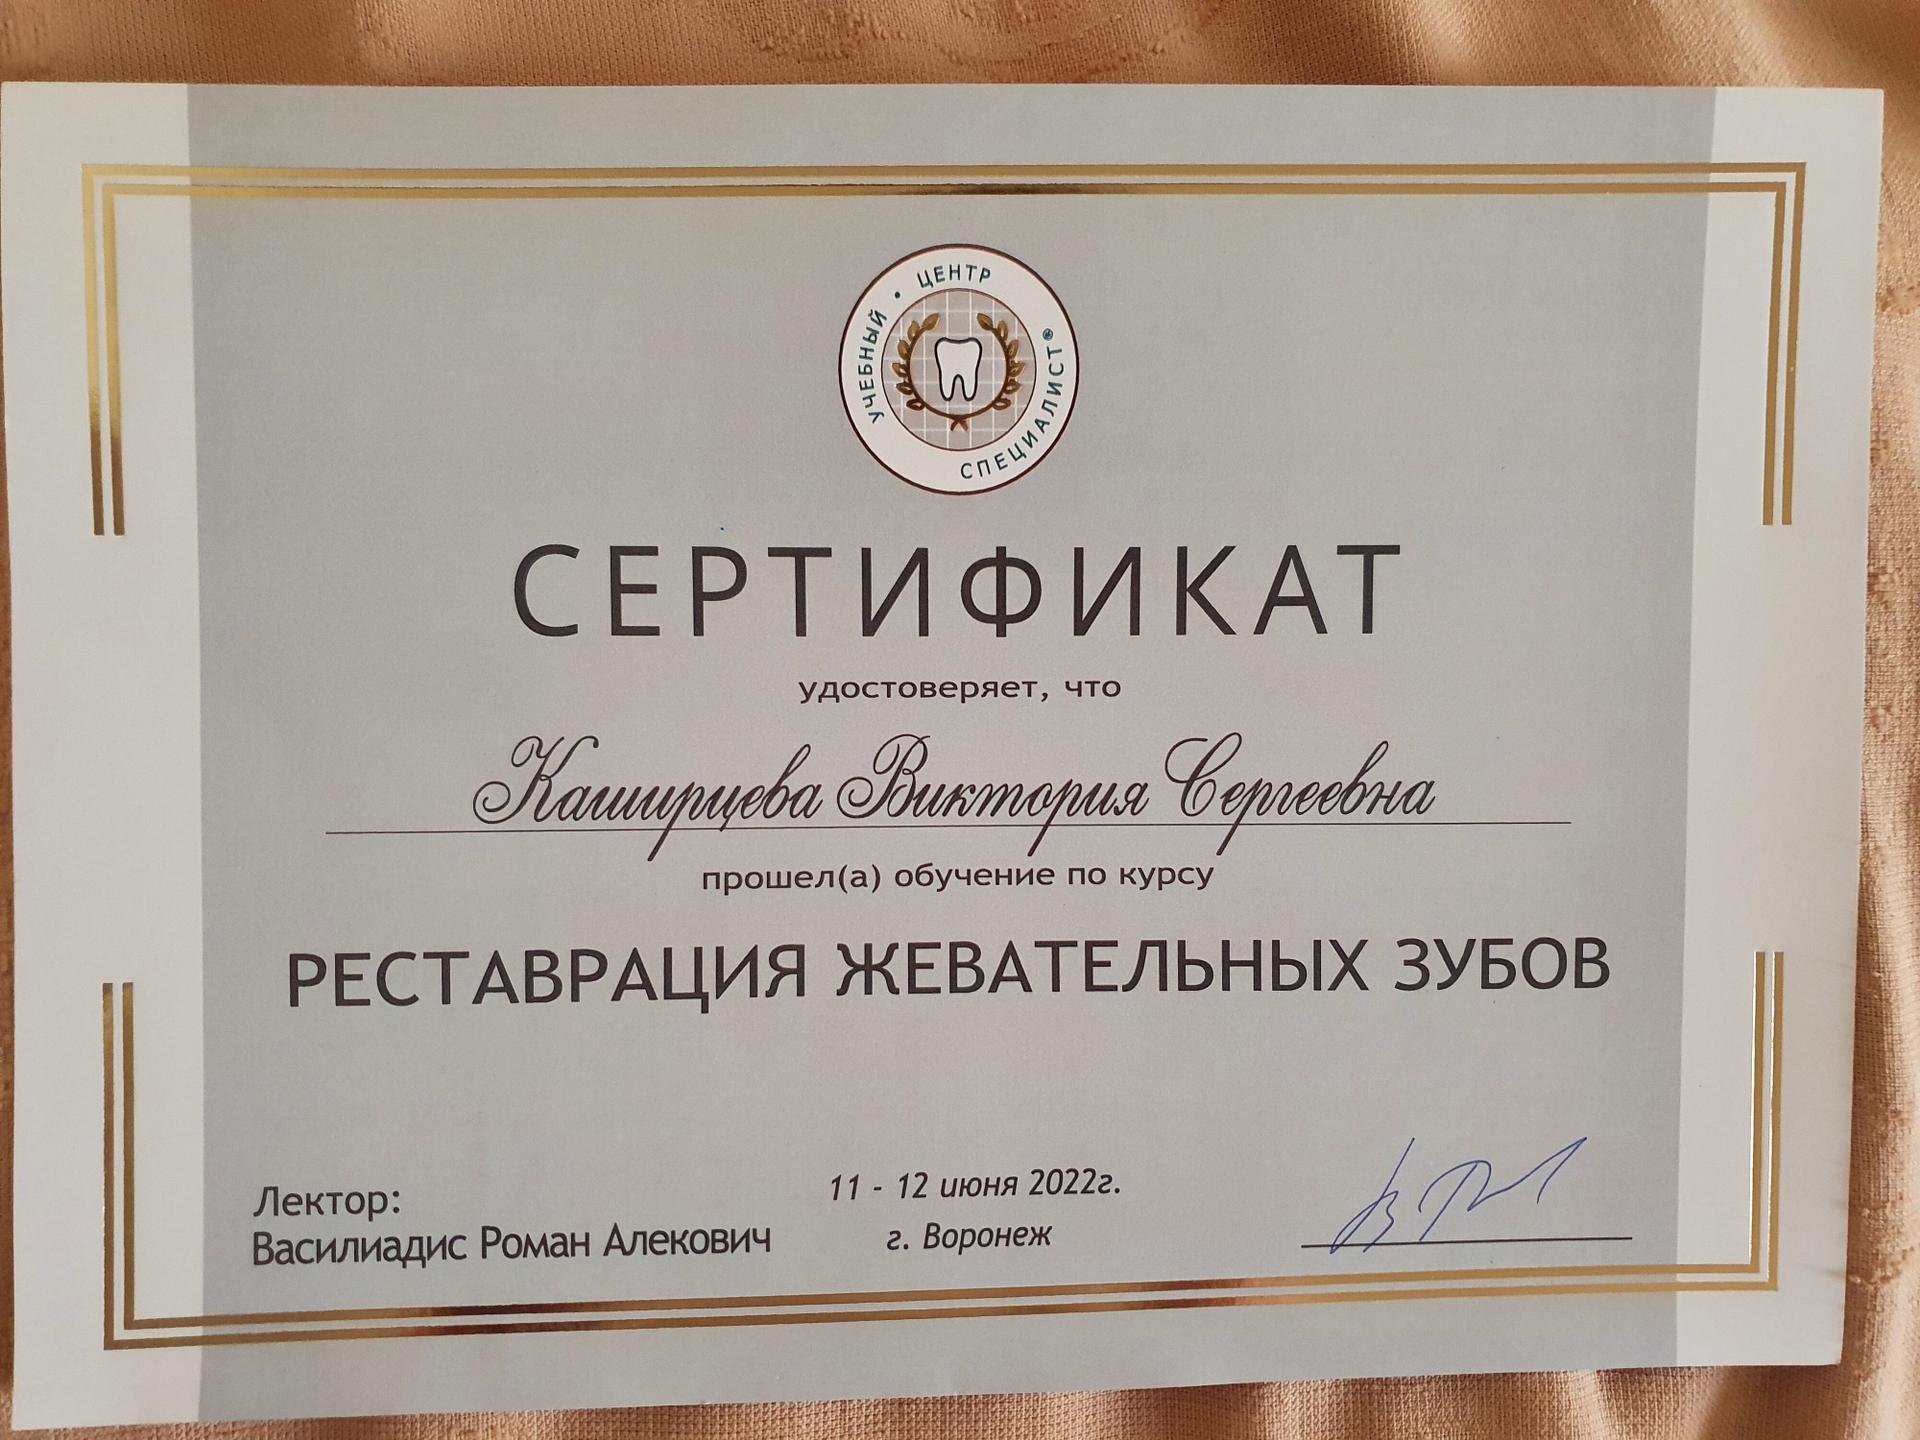 УЧЕБНЫЙ • ЦЕНТР
СПЕЦИАЛИСТ®
СЕРТИФИКАТ
удостоверяет, что
Каширцева Виктория Сергеевна
прошел(а) обучение по курсу
РЕСТАВРАЦИЯ ЖЕВАТЕЛЬНЫХ ЗУБОВ
Лектор:
Василиадис Роман Алекович
11 - 12 июня 2022г.
г. Воронеж